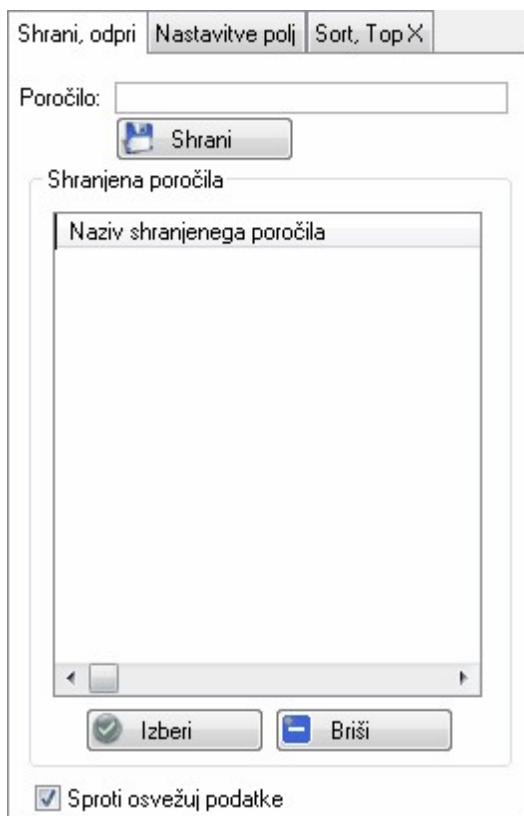 Shrani, odpri Nastavitve polj Sort, Top X
Poročilo:
Shrani
Shranjena poročila
Naziv shranjenega poročila
Izberi Briši
Sproti osvežuj podatke